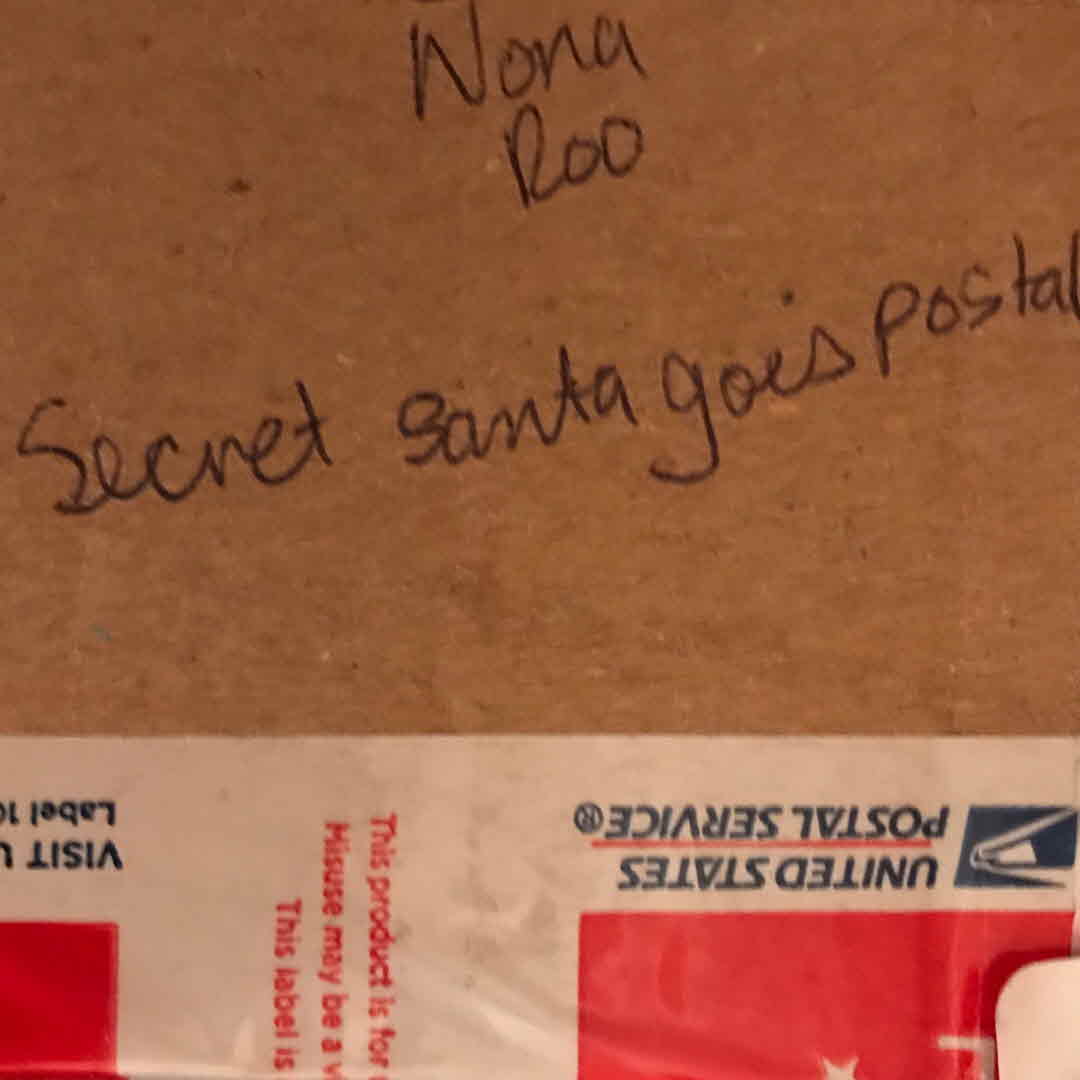 Nona
Roo
Secret santa goes postal
Label 10
VISIT U
This product is for
Misuse may be a v
This label is
UNITED STATES
POSTAL SERVICE®